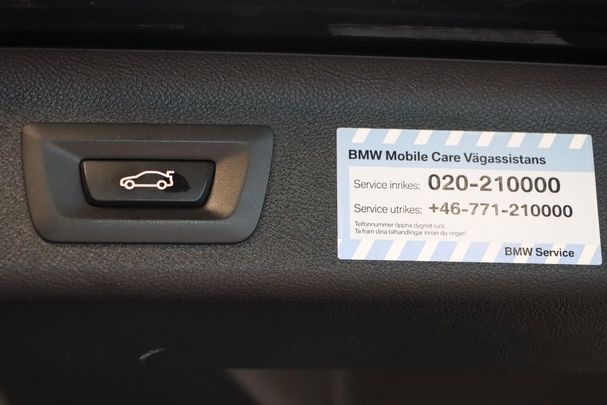 BMW Mobile Care Vägassistans
Service inrikes: 020-210000
Service utrikes: +46-771-210000
Telfonnummer öppna dygnet runt.
Ta fram dina bilhandlingar innan du ringer!
BMW Service